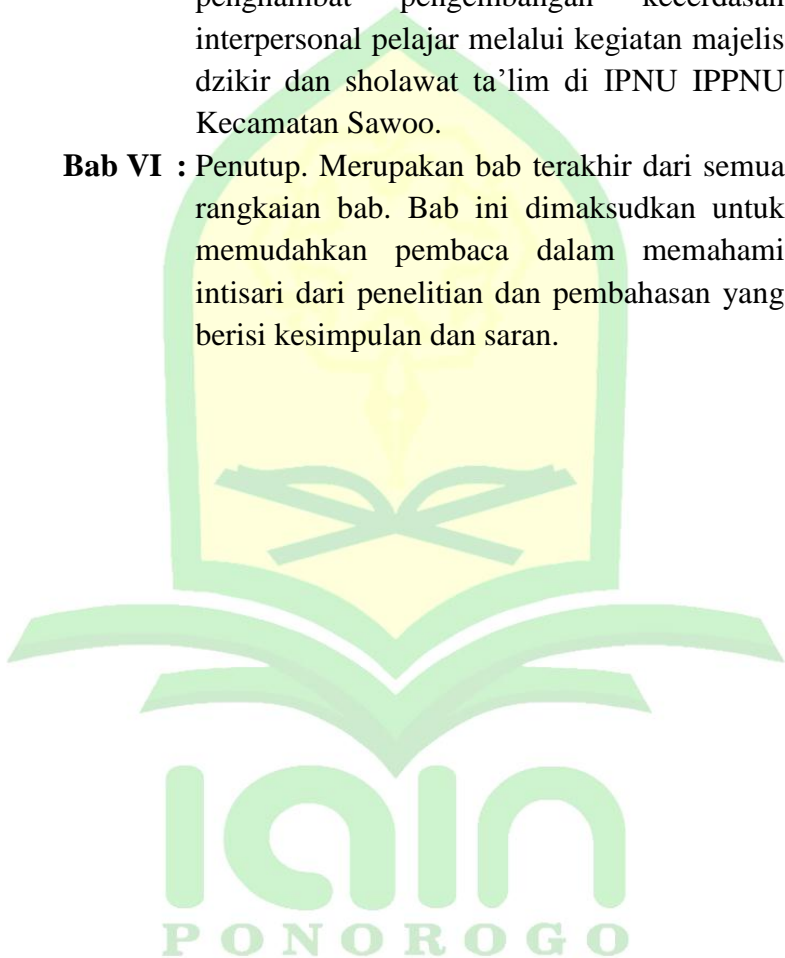 penghambat pengembangan kecerdasan
interpersonal pelajar melalui kegiatan majelis
dzikir dan sholawat ta’lim di IPNU IPPNU
Kecamatan Sawoo.
Bab VI : Penutup. Merupakan bab terakhir dari semua
rangkaian bab. Bab ini dimaksudkan untuk
memudahkan pembaca dalam memahami
intisari dari penelitian dan pembahasan yang
berisi kesimpulan dan saran.
iain
PONOROGO